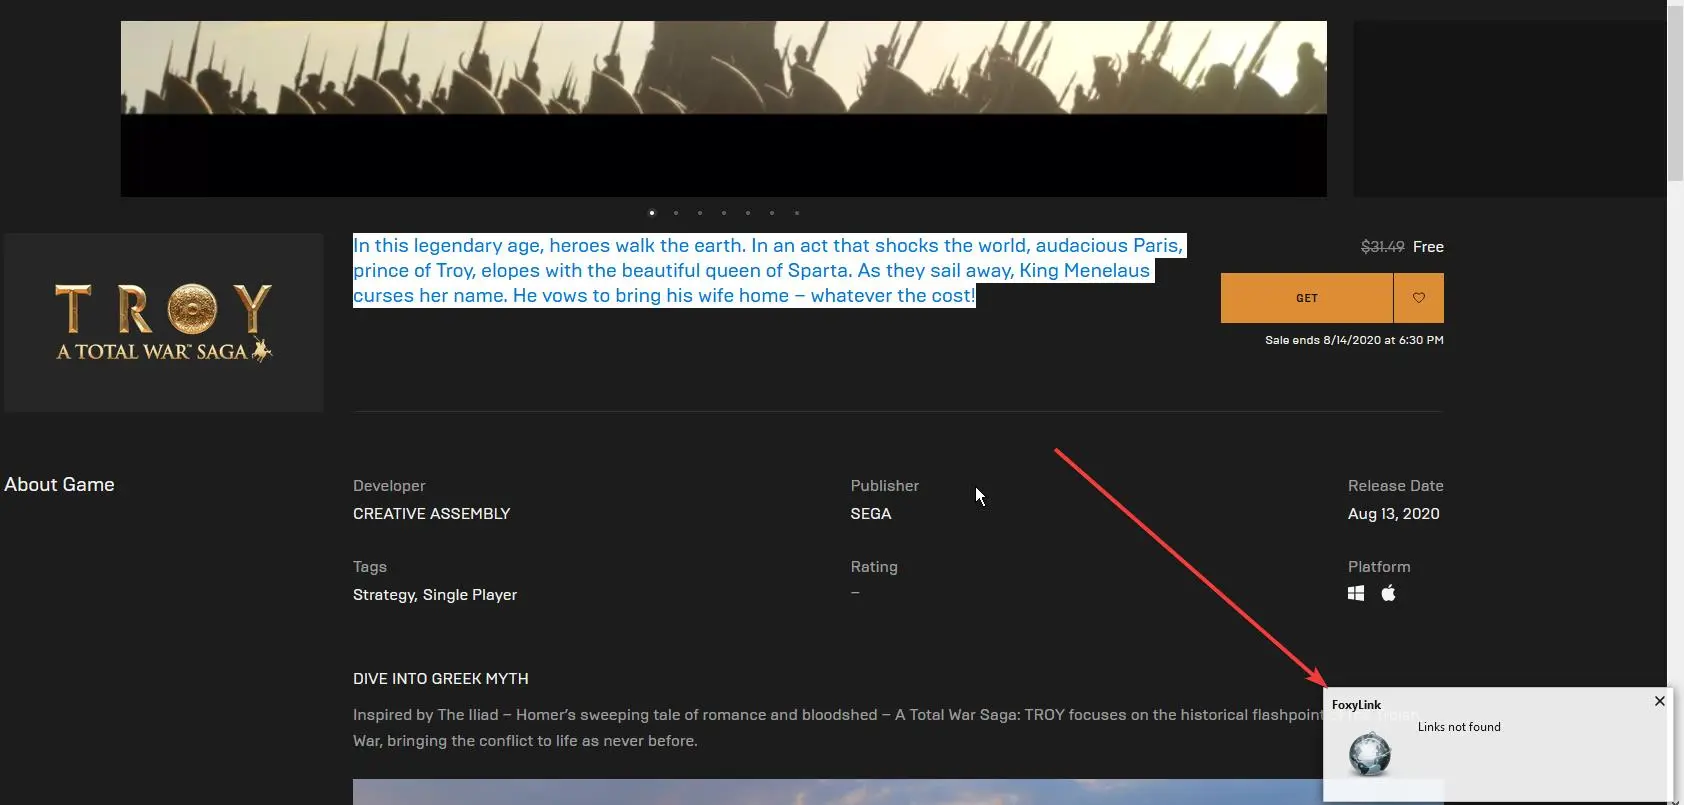 In this legendary age, heroes walk the earth. In an act that shocks the world, audacious Paris,
prince of Troy, elopes with the beautiful queen of Sparta. As they sail away, King Menelaus
curses her name. He vows to bring his wife home – whatever the cost!
$31.49 Free
GET
Sale ends 8/14/2020 at 6:30 PM
TROY
A TOTAL WAR™ SAGA
About Game
Developer
CREATIVE ASSEMBLY
Publisher
SEGA
Release Date
Aug 13, 2020
Tags
Strategy, Single Player
Rating
–
Platform
DIVE INTO GREEK MYTH
Inspired by The Iliad – Homer’s sweeping tale of romance and bloodshed – A Total War Saga: TROY focuses on the historical flashpoint
War, bringing the conflict to life as never before.
FoxyLink
Links not found